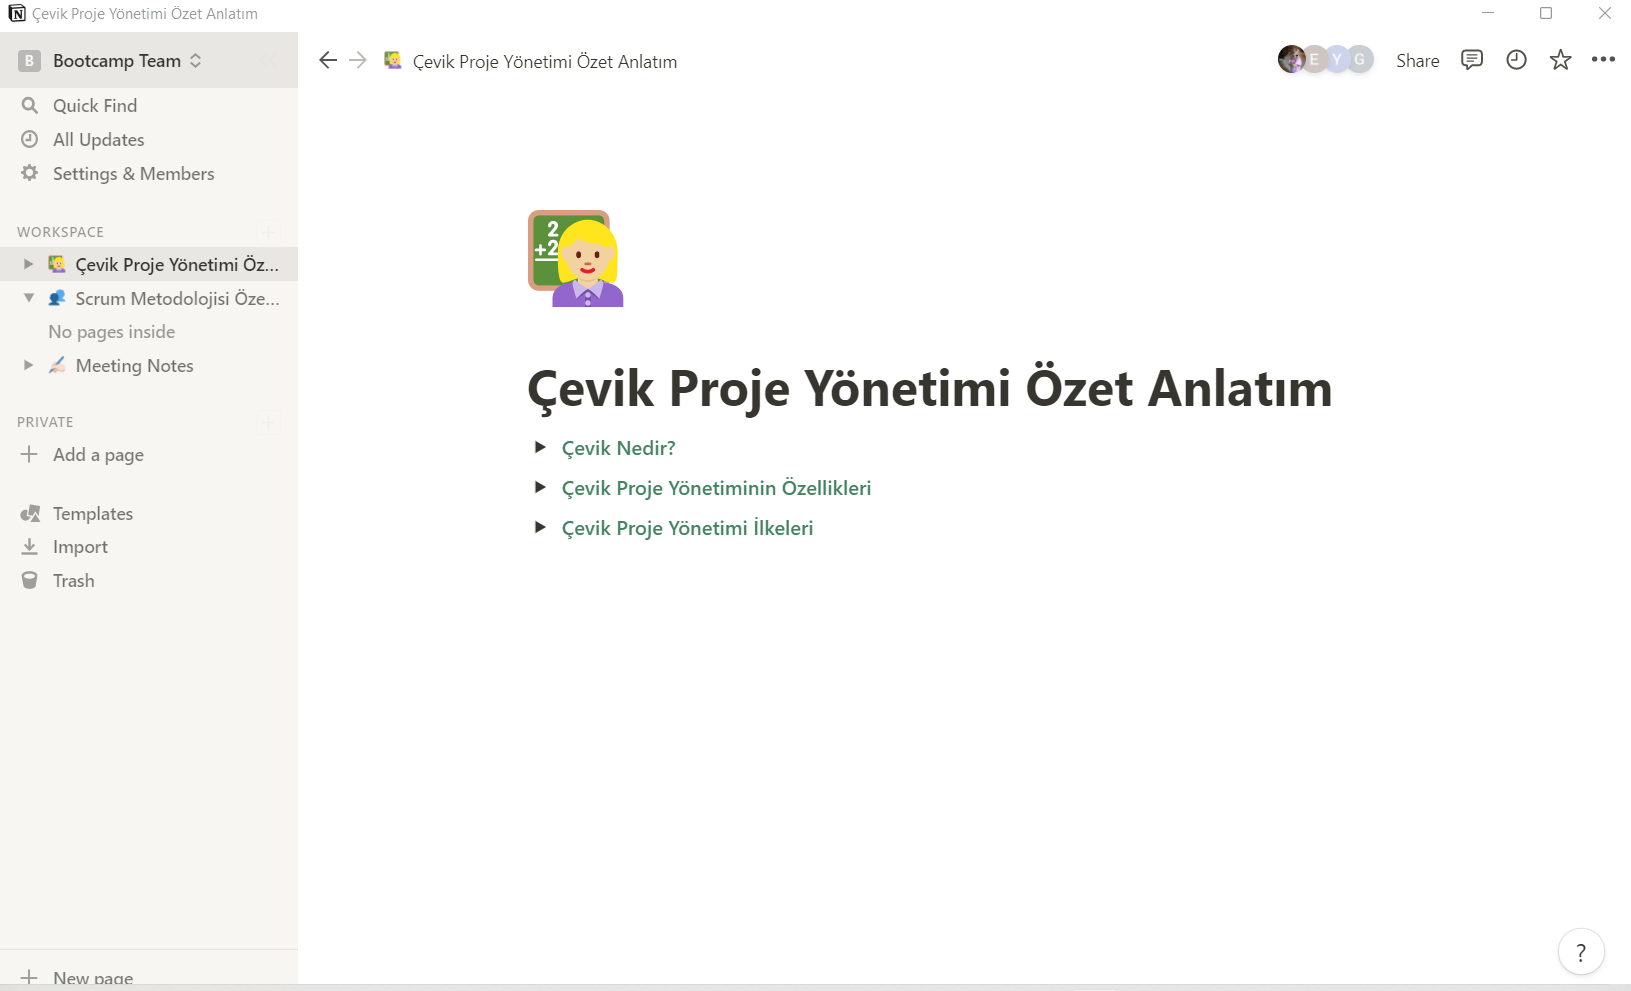 Çevik Proje Yönetimi Özet Anlatım
B Bootcamp Team
Quick Find
All Updates
Settings & Members
WORKSPACE
Çevik Proje Yönetimi Öz...
Scrum Metodolojisi Öze...
No pages inside
Meeting Notes
PRIVATE
Add a page
Templates
Import
Trash
New page
Çevik Proje Yönetimi Özet Anlatım
E Y G
Share
2
+2
Çevik Proje Yönetimi Özet Anlatım
Çevik Nedir?
Çevik Proje Yönetiminin Özellikleri
Çevik Proje Yönetimi İlkeleri
?